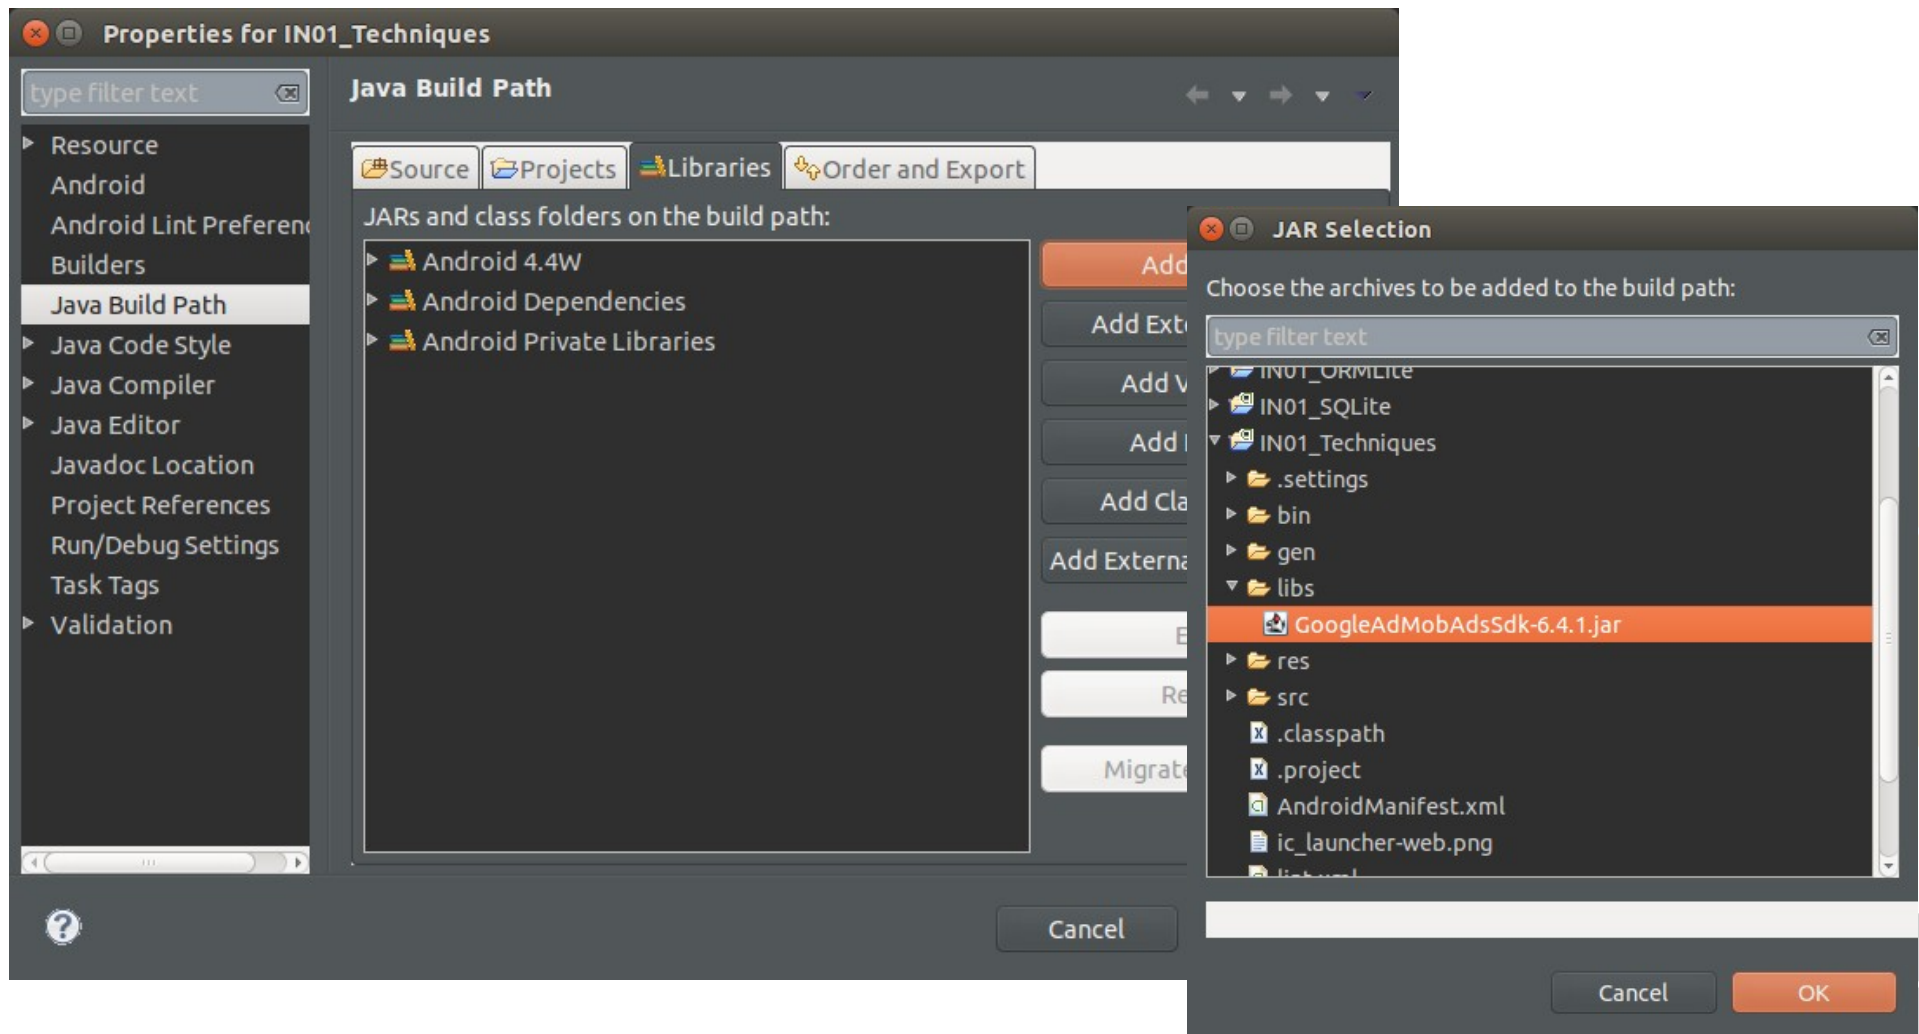 Properties for IN01_Techniques
type filter text
Resource
Android
Android Lint Preferen
Builders
Java Build Path
Java Code Style
Java Compiler
Java Editor
Javadoc Location
Project References
Run/Debug Settings
Task Tags
Validation
Java Build Path
Source Projects Libraries Order and Export
JARs and class folders on the build path:
Android 4.4W
Android Dependencies
Android Private Libraries
Add
Add Ext
Add
Add
Add Cla
Add Externa
Re
Migrate
Cancel
JAR Selection
Choose the archives to be added to the build path:
type filter text
IN01_ORMLite
IN01_SQLite
IN01_Techniques
.settings
bin
gen
libs
GoogleAdMobAdsSdk-6.4.1.jar
res
src
.classpath
.project
AndroidManifest.xml
ic_launcher-web.png
lint.xml
Cancel OK